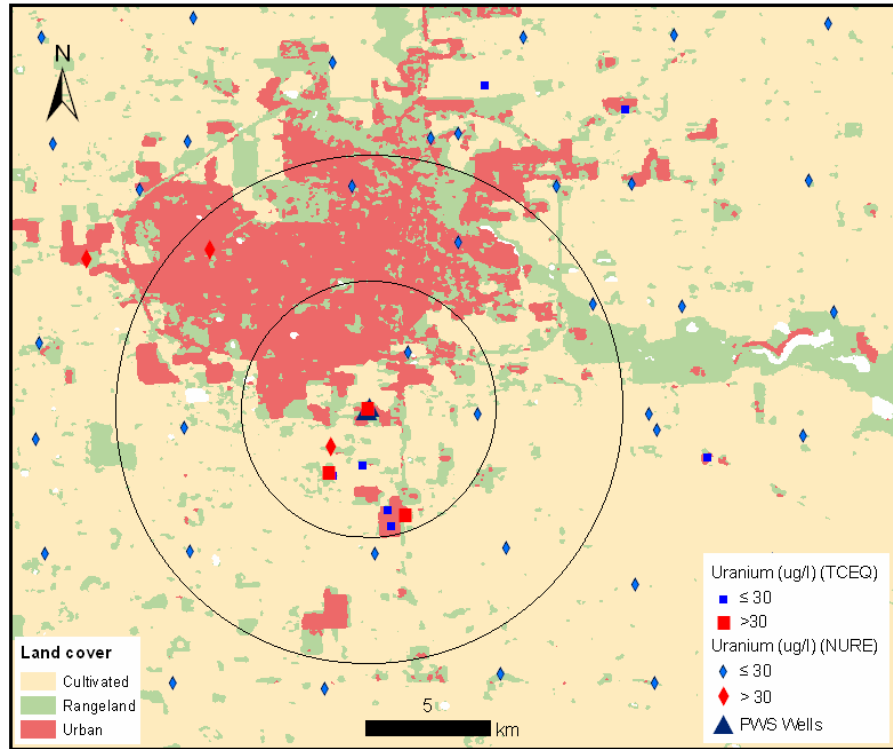 N
Uranium (ug/l) (TCEQ)
≤ 30
>30
Uranium (ug/l) (NURE)
≤ 30
> 30
PWS Wells
Land cover
Cultivated
Rangeland
Urban
5
km